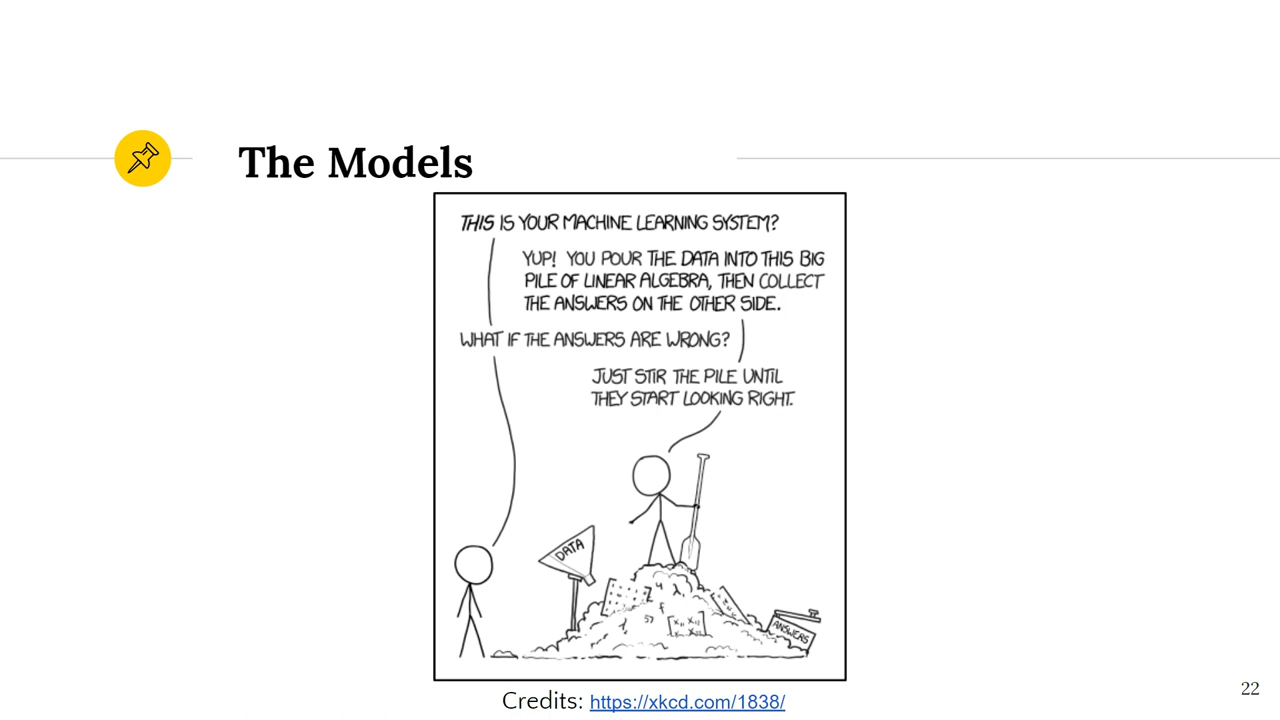 The Models
THIS IS YOUR MACHINE LEARNING SYSTEM?
YUP! YOU POUR THE DATA INTO THIS BIG
PILE OF LINEAR ALGEBRA, THEN COLLECT
THE ANSWERS ON THE OTHER SIDE.
WHAT IF THE ANSWERS ARE WRONG?
JUST STIR THE PILE UNTIL
THEY START LOOKING RIGHT.
DATA
ANSWERS
Credits: https://xkcd.com/1838/
22